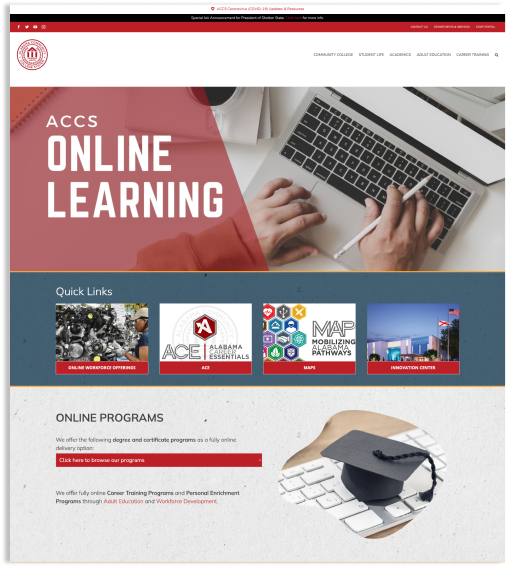 ACCS Coronavirus (COVID-19) Updates & Resources
Special Job Announcement for President of Shelton State. Click here for more info.
CONTACT US DEPARTMENTS & SERVICES STAFF PORTAL
COMMUNITY COLLEGE STUDENT LIFE ACADEMICS ADULT EDUCATION CAREER TRAINING
ACCS
ONLINE
LEARNING
Quick Links
ACE ALABAMA
CAREER
ESSENTIALS
MAP
MOBILIZING
ALABAMA
PATHWAYS
ONLINE WORKFORCE OFFERINGS
ACE
MAPS
INNOVATION CENTER
ONLINE PROGRAMS
We offer the following degree and certificate programs as a fully online
delivery option:
Click here to browse our programs
We offer fully online Career Training Programs and Personal Enrichment
Programs through Adult Education and Workforce Development.